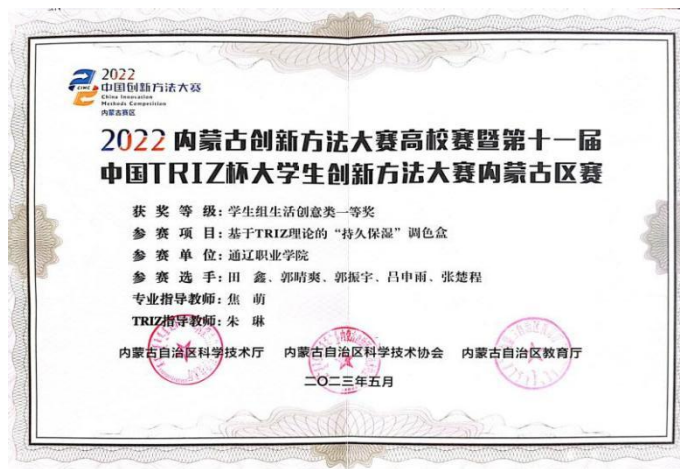 2022
中国创新方法大赛
China Innovation
Methods Competition
内蒙古赛区
CIMC
2022内蒙古创新方法大赛高校赛暨第十一届
中国TRIZ杯大学生创新方法大赛内蒙古区赛
获奖等级：学生组生活创意类一等奖
参赛项目：基于TRIZ理论的“持久保湿”调色盒
参赛单位：通辽职业学院
参赛选手：田 鑫、郭晴爽、郭振宇、吕申雨、张楚程
专业指导教师：焦 萌
TRIZ指导教师：朱 琳
内蒙古自治区科学技术厅 内蒙古自治区科学技术协会 内蒙古自治区教育厅
二〇二三年五月